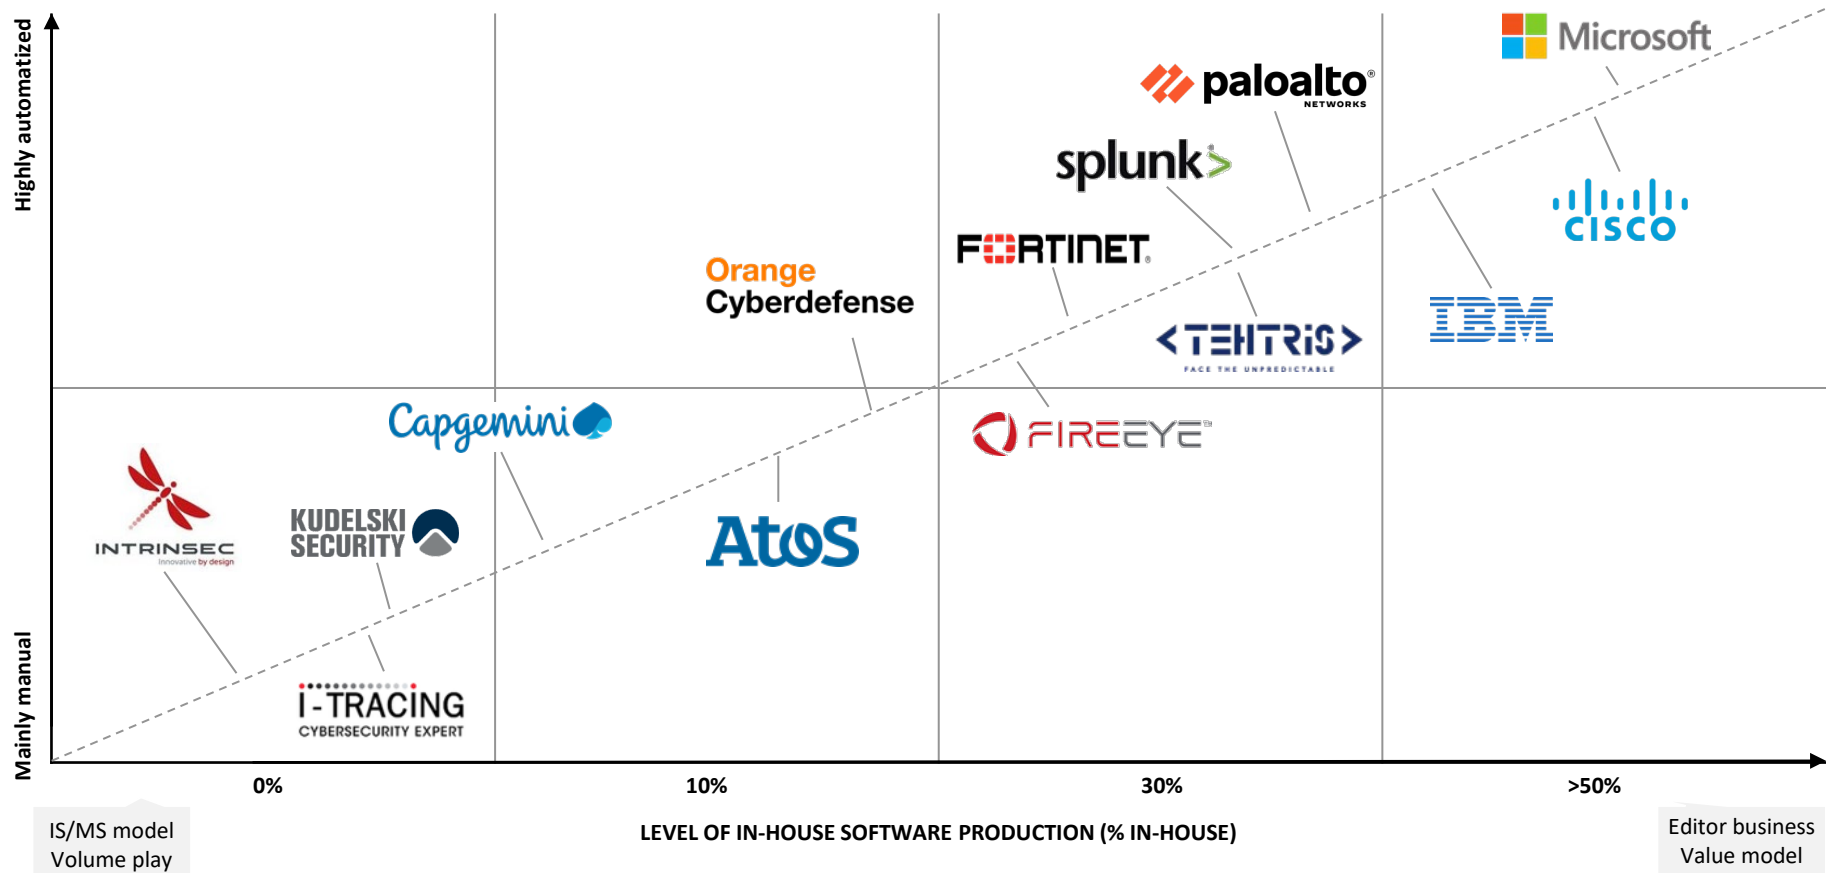 Highly automatized
Mainly manual
Microsoft
paloalto®
NETWORKS
splunk>
FORTINET®
CISCO
Orange
Cyberdefense
IBM
<TEHTRIS>
FACE THE UNPREDICTABLE
Capgemini
FIREEYE™
INTRINSEC
Innovative by design
KUDELSKI
SECURITY
Atos
I-TRACING
CYBERSECURITY EXPERT
0%
10%
30%
>50%
IS/MS model
Volume play
LEVEL OF IN-HOUSE SOFTWARE PRODUCTION (% IN-HOUSE)
Editor business
Value model